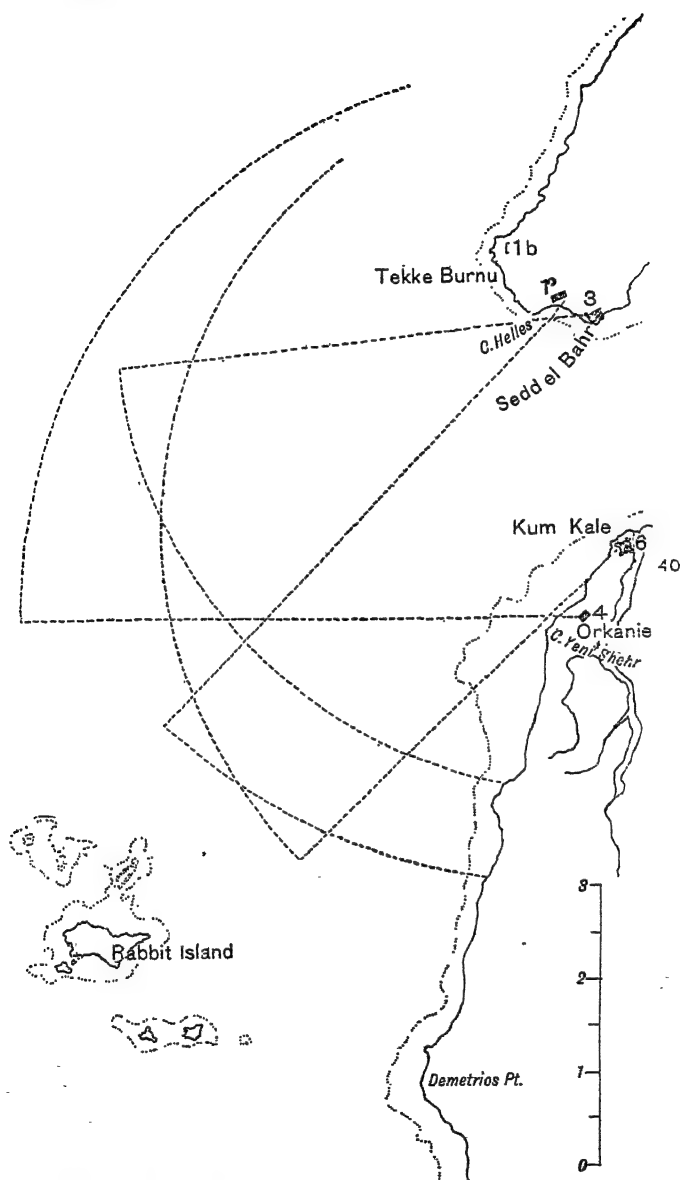 1b
Tekke Burnu
3
C. Helles
Sedd el Bahr
Kum Kale
6
40
4
Orkanie
C. Yeni Shehr
3
2
Rabbit Island
1
Demetrios Pt.
0